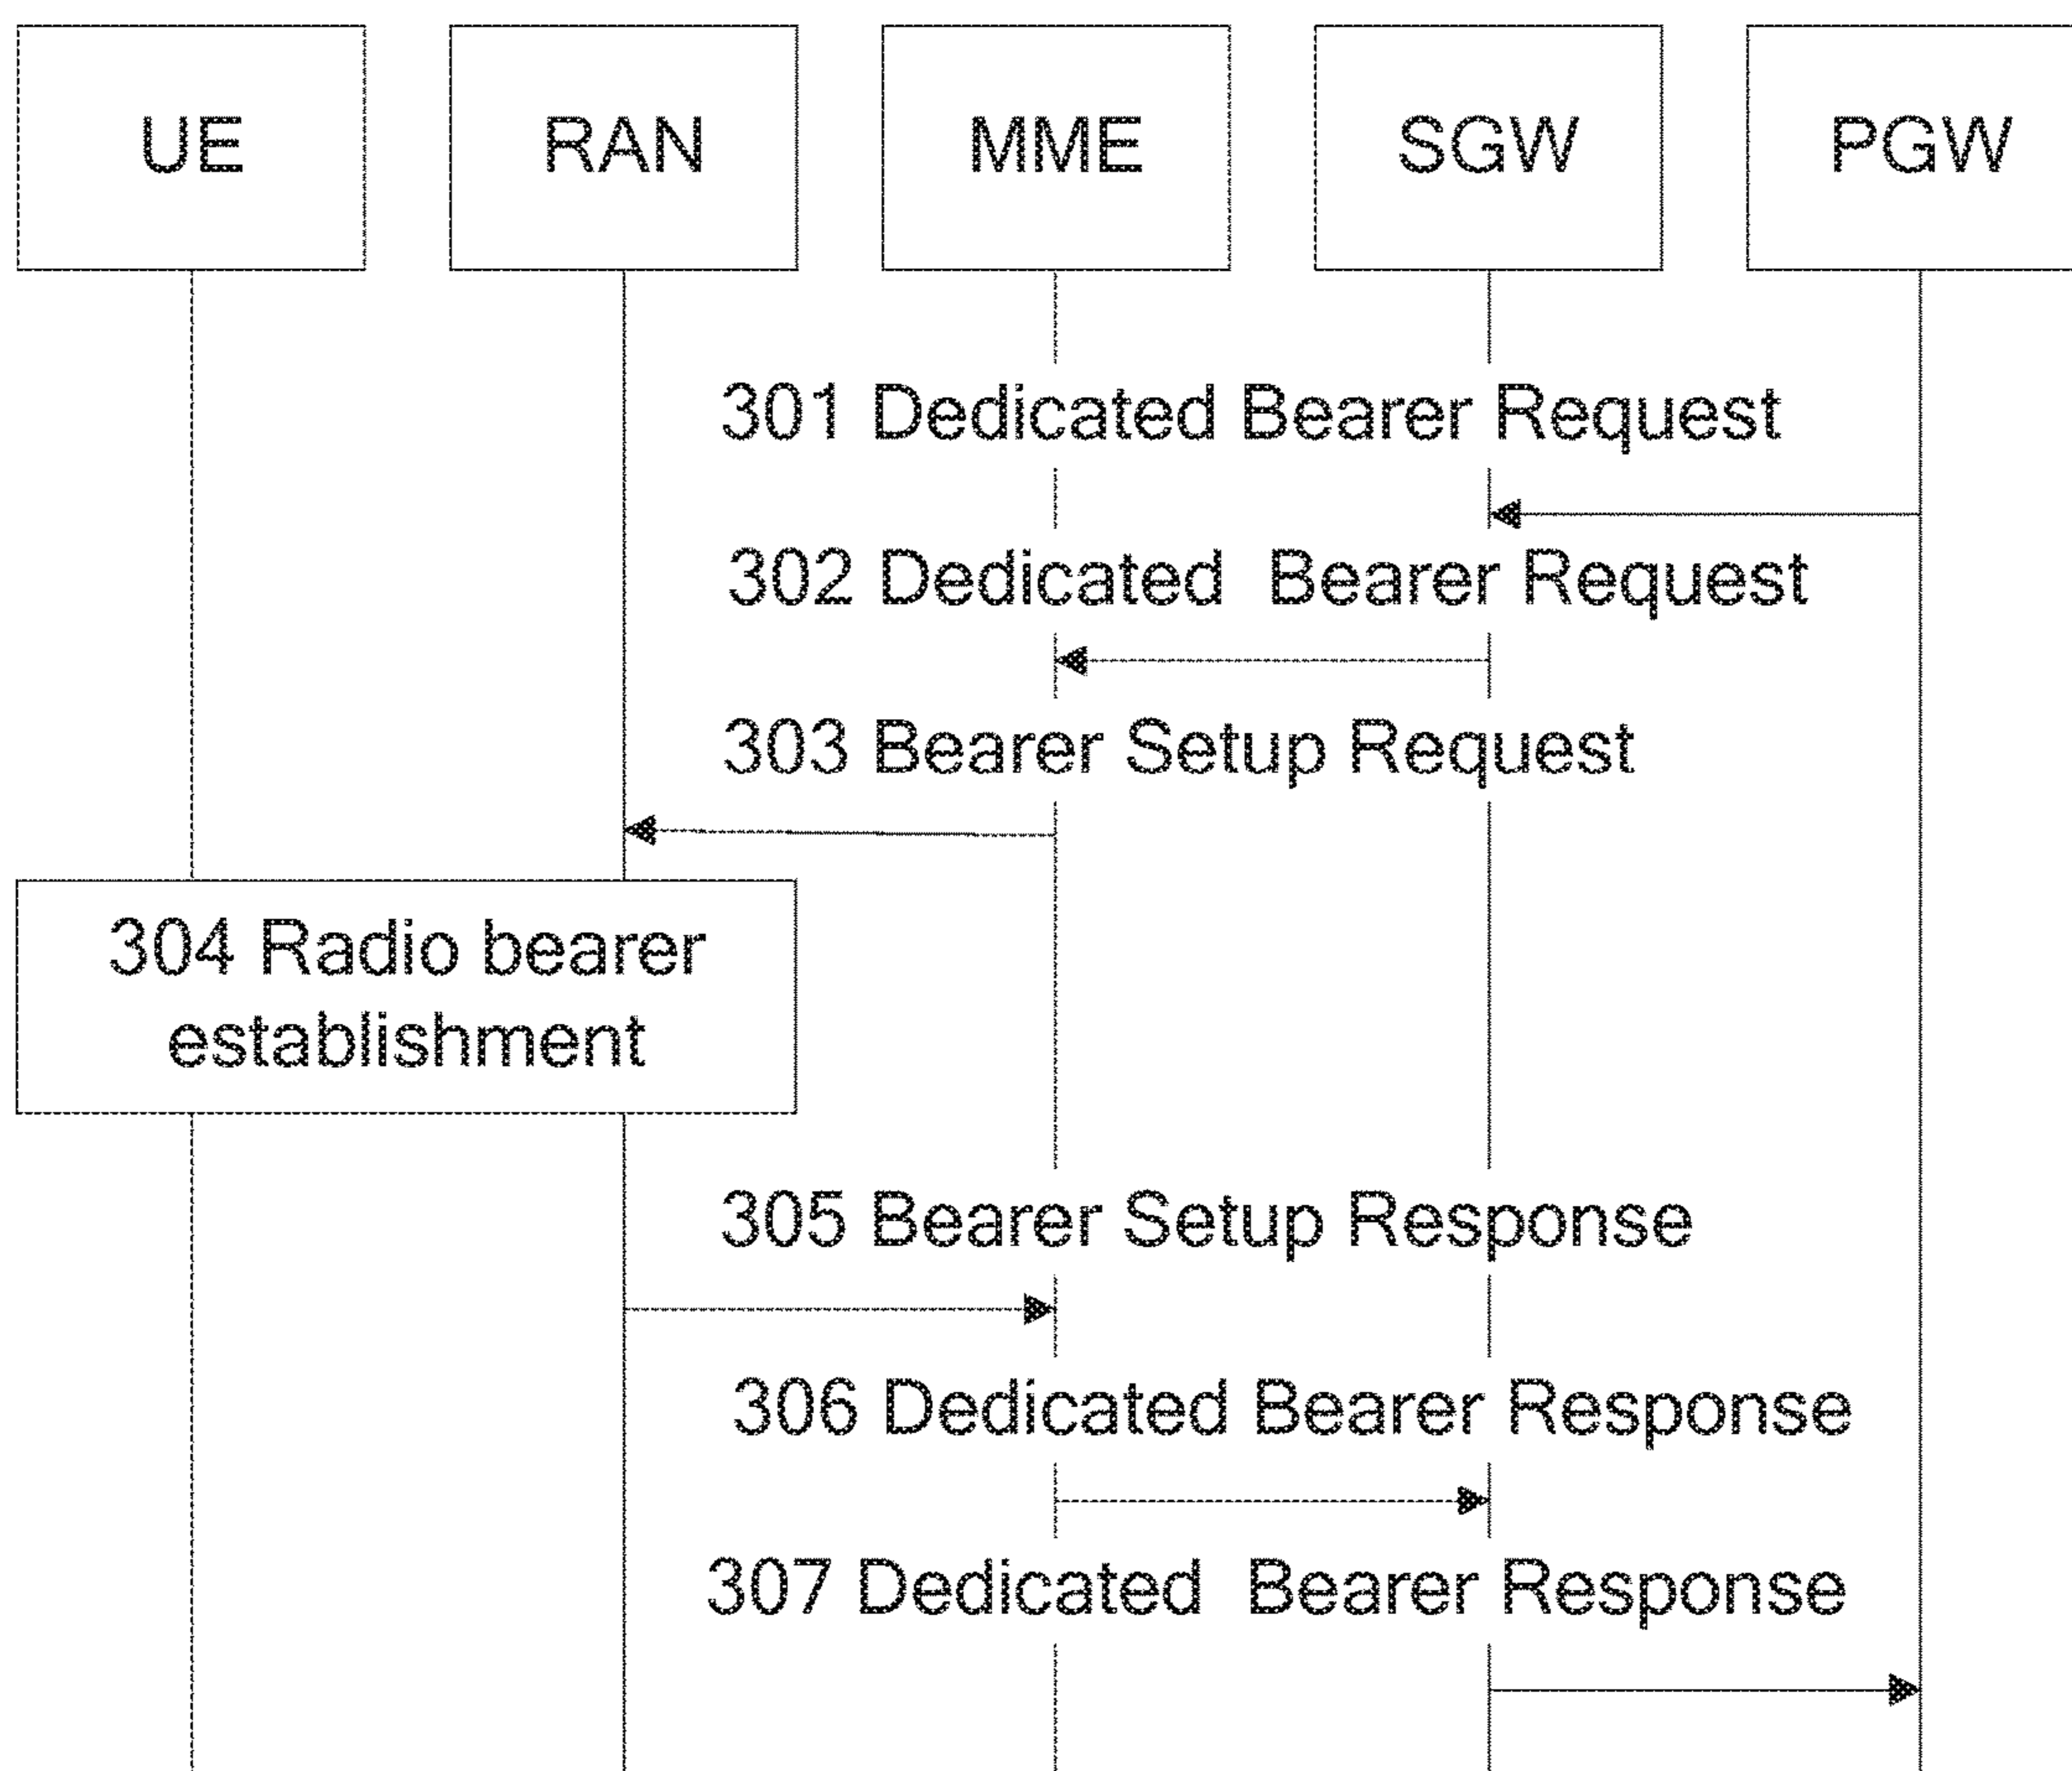 UE
RAN
MME
SGW
PGW
301 Dedicated Bearer Request
302 Dedicated Bearer Request
303 Bearer Setup Request
304 Radio bearer
establishment
305 Bearer Setup Response
306 Dedicated Bearer Response
307 Dedicated Bearer Response